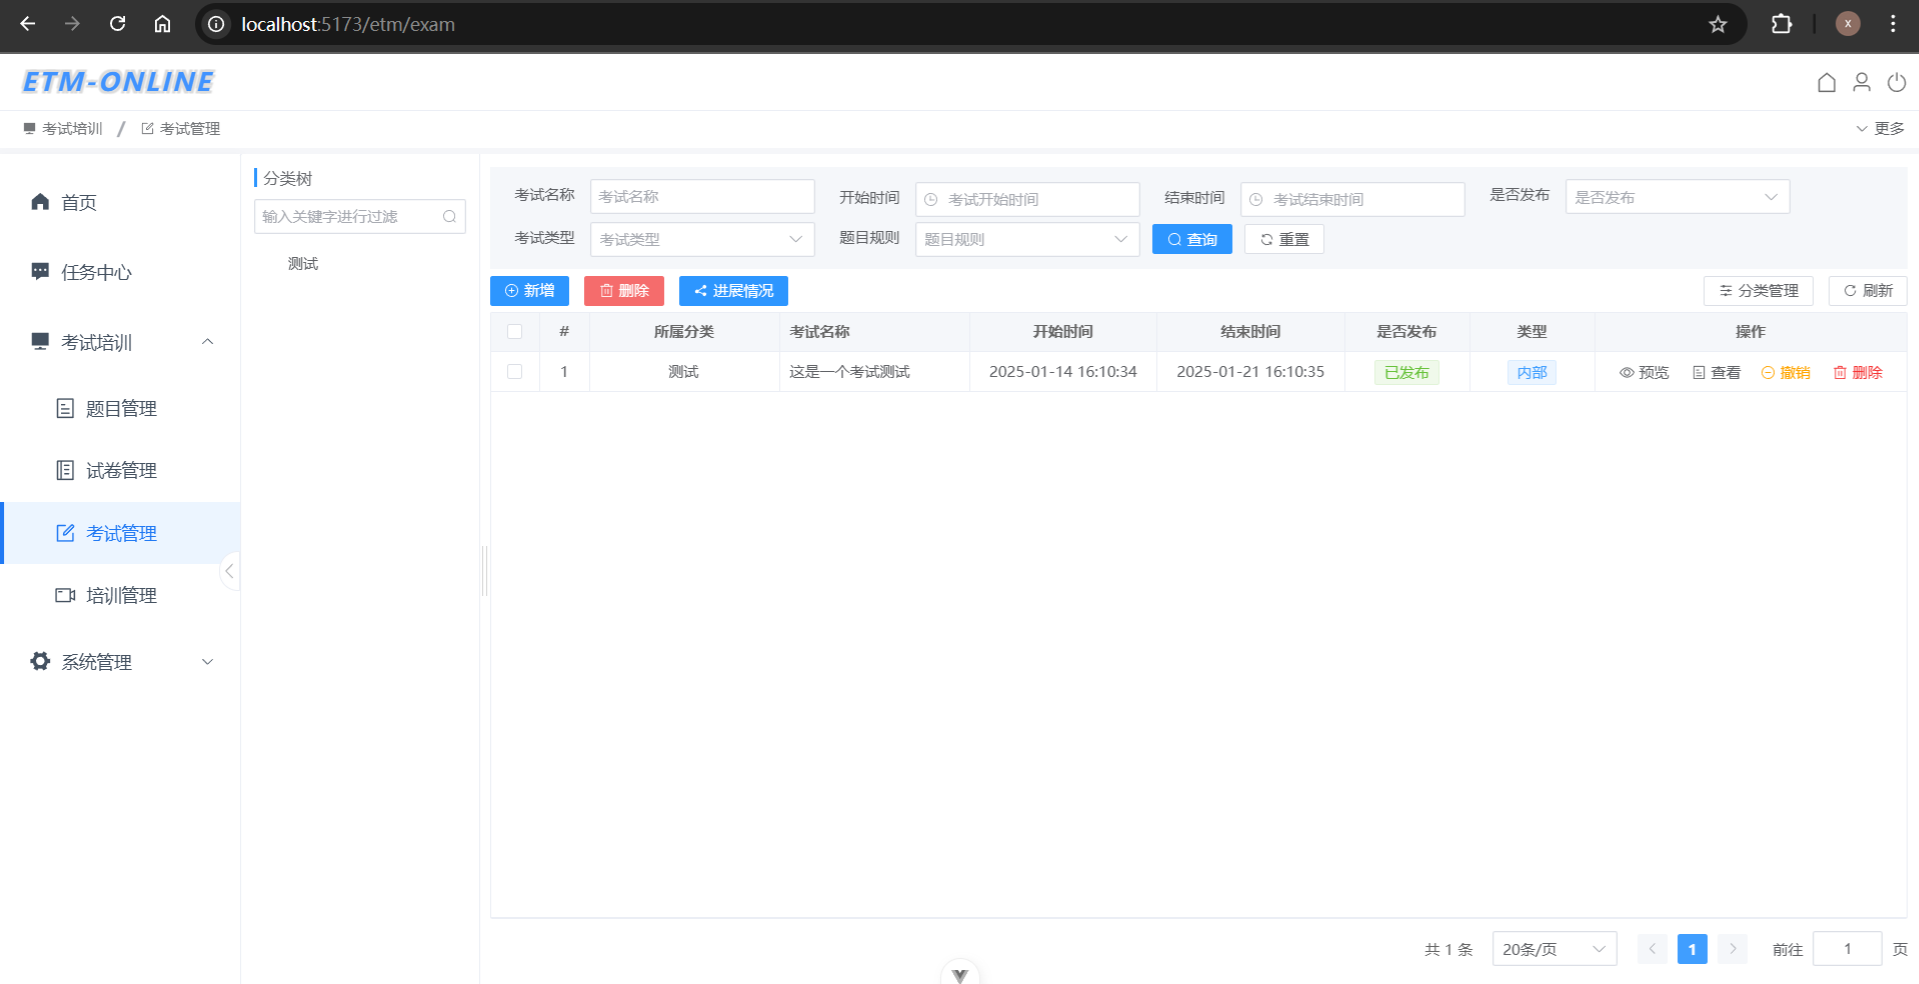 localhost:5173/etm/exam
x
ETM-ONLINE
考试培训 / 考试管理
更多
首页
任务中心
考试培训
题目管理
试卷管理
考试管理
培训管理
系统管理
分类树
输入关键字进行过滤
测试
考试名称 考试名称 开始时间 考试开始时间 结束时间 考试结束时间 是否发布 是否发布
考试类型 考试类型 题目规则 题目规则 查询 重置
新增 删除 进展情况 分类管理 刷新
# 所属分类 考试名称 开始时间 结束时间 是否发布 类型 操作
1 测试 这是一个考试测试 2025-01-14 16:10:34 2025-01-21 16:10:35 已发布 内部 预览 查看 撤销 删除
共 1 条 20条/页 1 前往 1 页